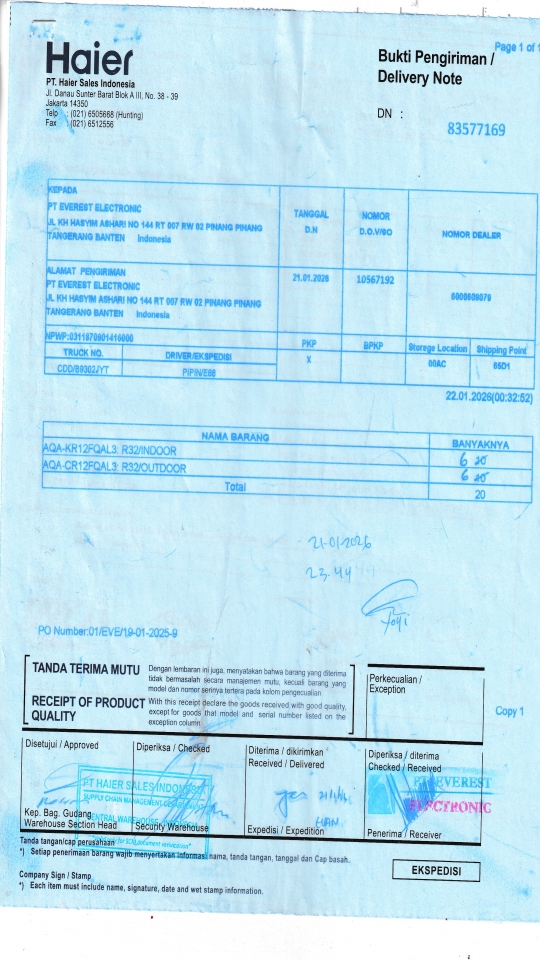 Page 1 of 1
Haier
PT. Haier Sales Indonesia
Jl. Danau Sunter Barat Blok A III, No. 38 - 39
Jakarta 14350
Telp : (021) 6505668 (Hunting)
Fax : (021) 6512556
Bukti Pengiriman /
Delivery Note
DN :
83577169
KEPADA
PT EVEREST ELECTRONIC
JL KH HASYIM ASHARI NO 144 RT 007 RW 02 PINANG PINANG
TANGERANG BANTEN Indonesia
TANGGAL
D.N
NOMOR
D.O.V/SO
NOMOR DEALER
ALAMAT PENGIRIMAN
PT EVEREST ELECTRONIC
JL KH HASYIM ASHARI NO 144 RT 007 RW 02 PINANG PINANG
TANGERANG BANTEN Indonesia
21.01.2026
10567192
6000609079
NPWP:0311870901416000
TRUCK NO.
DRIVER/EKSPEDISI
PKP
BPKP
Storege Location
Shipping Point
CDD/B9302JYT
PIPIN/E66
X
00AC
65D1
22.01.2026(00:32:52)
NAMA BARANG
BANYAKNYA
AQA-KR12FQAL3: R32/INDOOR
6 20
AQA-CR12FQAL3: R32/OUTDOOR
6 20
Total
20
21-01-2026
23.44
PO Number:01/EVE/19-01-2025-9
TANDA TERIMA MUTU
Dengan lembaran ini juga, menyatakan bahwa barang yang diterima
tidak bermasalah secara manajemen mutu, kecuali barang yang
model dan nomor serinya tertera pada kolom pengecualian
RECEIPT OF PRODUCT
QUALITY
With this receipt declare the goods received with good quality,
except for goods that model and serial number listed on the
exception column
Perkecualian /
Exception
Copy 1
Disetujui / Approved
Diperiksa / Checked
Diterima / dikirimkan
Received / Delivered
Diperiksa / diterima
Checked / Received
PT HAIER SALES INDONESIA
SUPPLY CHAIN MANAGEMENT DEPARTMENT
CENTRAL WAREHOUSE
PT EVEREST
ELECTRONIC
Kep. Bag. Gudang
Warehouse Section Head
Security Warehouse
Expedisi / Expedition
Penerima / Receiver
Tanda tangan/cap perusahaan
*) Setiap penerimaan barang wajib menyertakan informasi nama, tanda tangan, tanggal dan Cap basah.
Company Sign / Stamp
*) Each item must include name, signature, date and wet stamp information.
EKSPEDISI